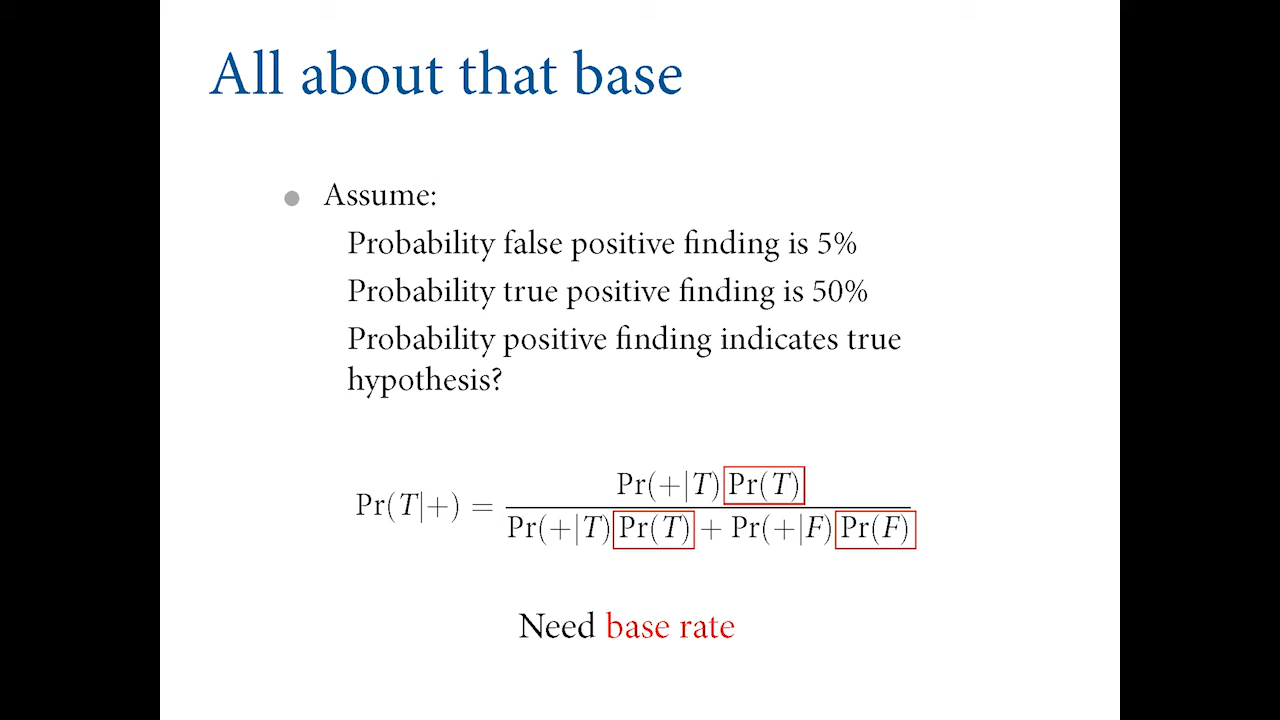 All about that base
Assume:
Probability false positive finding is 5%
Probability true positive finding is 50%
Probability positive finding indicates true
hypothesis?
Pr(T|+) = Pr(+|T) Pr(T) / Pr(+|T) Pr(T) + Pr(+|F) Pr(F)
Need base rate